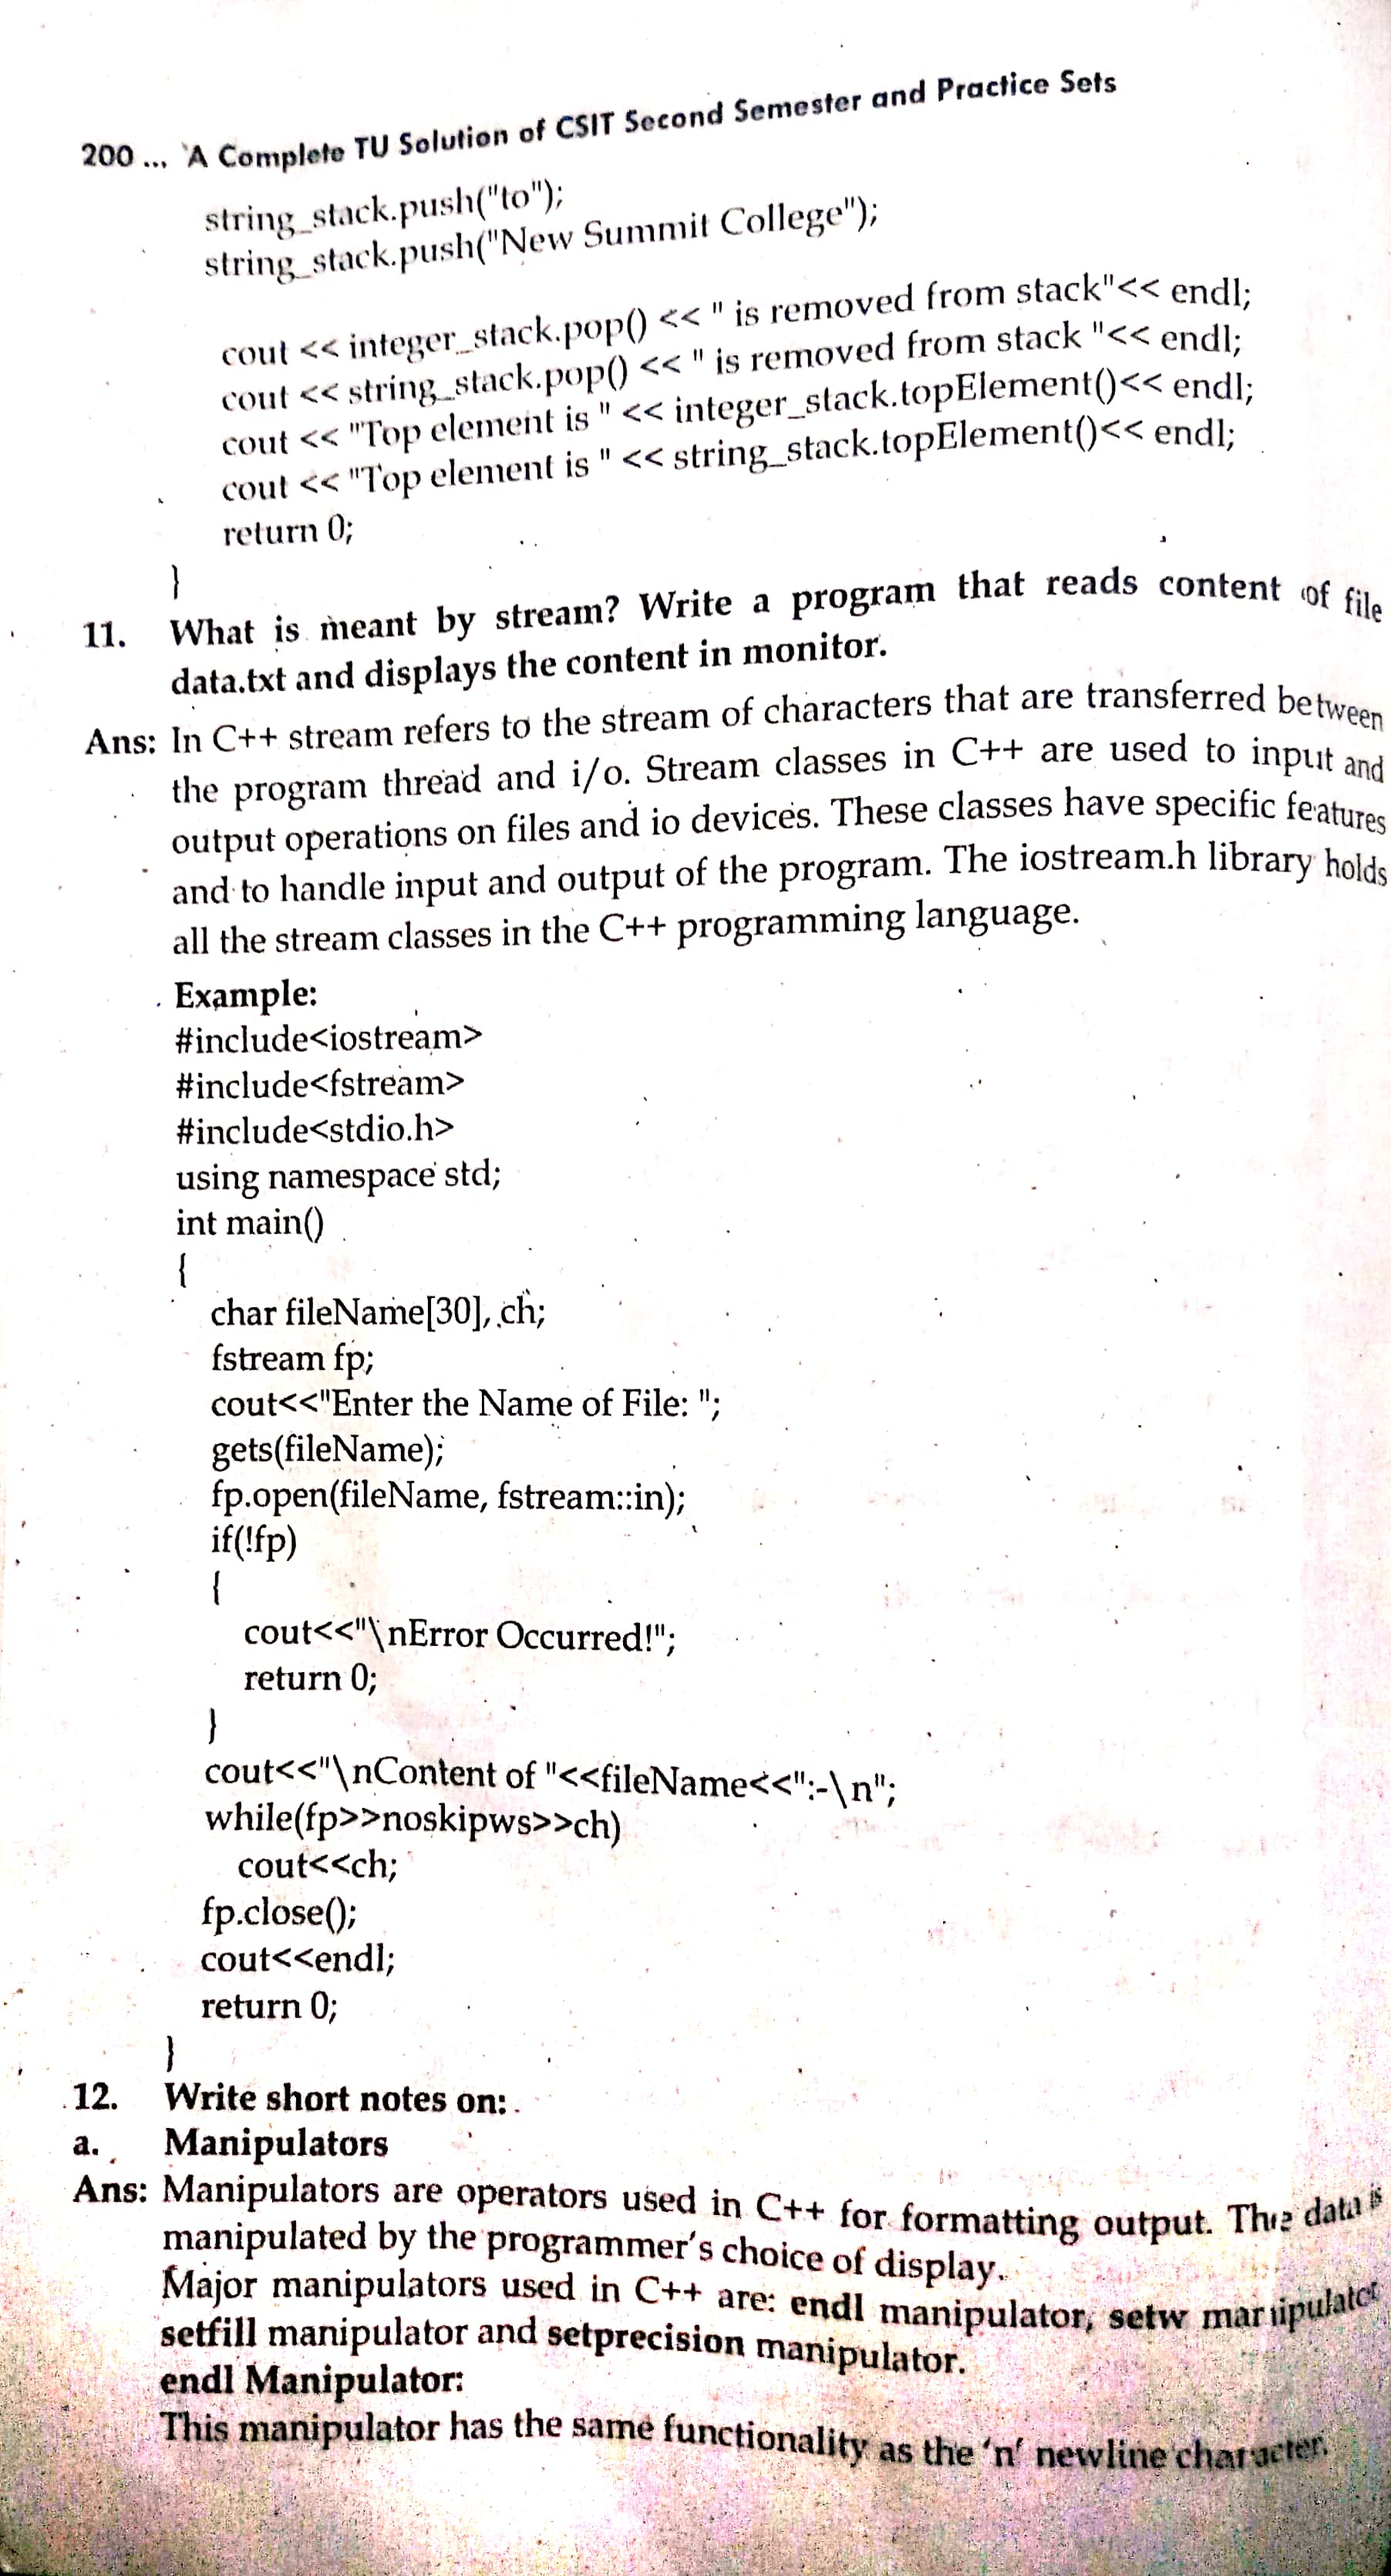 200 ... A Complete TU Solution of CSIT Second Semester and Practice Sets
string_stack.push("to");
string_stack.push("New Summit College");
cout << integer_stack.pop() << " is removed from stack"<< endl;
cout << string_stack.pop() << " is removed from stack "<< endl;
cout << "Top element is " << integer_stack.topElement()<< endl;
cout << "Top element is " << string_stack.topElement()<< endl;
return 0;
}
11. What is meant by stream? Write a program that reads content of file
data.txt and displays the content in monitor.
Ans: In C++ stream refers to the stream of characters that are transferred between
the program thread and i/o. Stream classes in C++ are used to input and
output operations on files and io devices. These classes have specific features
and to handle input and output of the program. The iostream.h library holds
all the stream classes in the C++ programming language.
Example:
#include<iostream>
#include<fstream>
#include<stdio.h>
using namespace std;
int main()
{
char fileName[30], ch;
fstream fp;
cout<<"Enter the Name of File: ";
gets(fileName);
fp.open(fileName, fstream::in);
if(!fp)
{
cout<<"\nError Occurred!";
return 0;
}
cout<<"\nContent of "<<fileName<<":-\n";
while(fp>>noskipws>>ch)
cout<<ch;
fp.close();
cout<<endl;
return 0;
}
12. Write short notes on:
a. Manipulators
Ans: Manipulators are operators used in C++ for formatting output. The data is
manipulated by the programmer's choice of display.
Major manipulators used in C++ are: endl manipulator, setw manipulator
setfill manipulator and setprecision manipulator.
endl Manipulator:
This manipulator has the same functionality as the 'n' newline character.